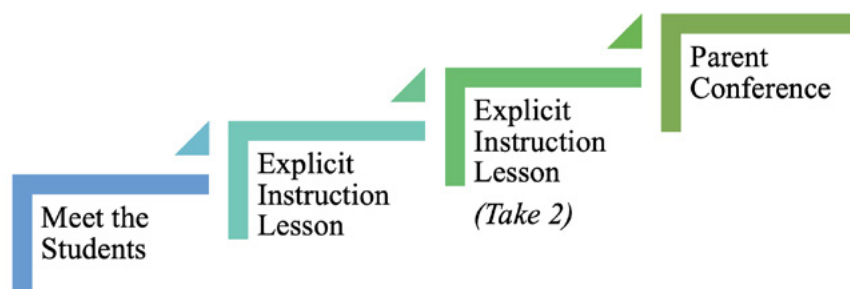 Meet the
Students
Explicit
Instruction
Lesson
Explicit
Instruction
Lesson
(Take 2)
Parent
Conference